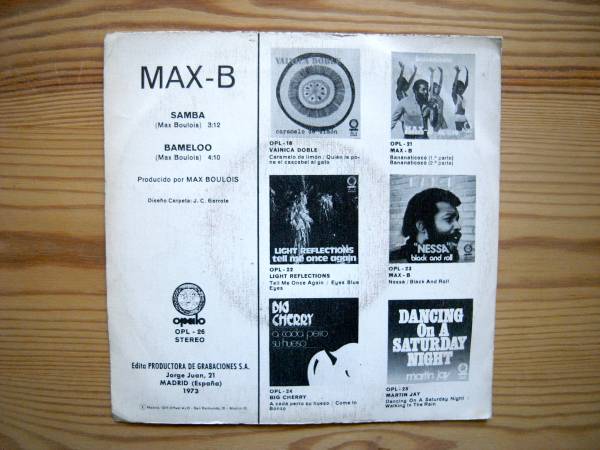 MAX-B
SAMBA
(Max Boulois) 3:12
BAMELOO
(Max Boulois) 4:10
Producido por MAX BOULOIS
Diseño Carpeta: J. C. Barrote
opalo
OPL - 26
STEREO
Edita PRODUCTORA DE GRABACIONES S.A.
Jorge Juan, 21
MADRID (España)
1973
VAINICA DOBLE
caramelo de limón
OPL - 18
VAINICA DOBLE
Caramelo de limón / Quién le po-
ne el cascabel al gato
MAX - B
OPL - 21
MAX - B
Bananaticoco (1.ª parte)
Bananaticoco (2.ª parte)
LIGHT REFLECTIONS
tell me once again
OPL - 22
LIGHT REFLECTIONS
Tell Me Once Again / Eyes Blue
Eyes
"NESSA"
black and roll
OPL - 23
MAX - B
Nessa / Black And Roll
BIG
CHERRY
a cada perro
su hueso
OPL - 24
BIG CHERRY
A cada perro su hueso / Come to
Bonzo
DANCING
On A
SATURDAY
NIGHT
martin jay
OPL - 25
MARTIN JAY
Dancing On A Saturday Night /
Walking In The Rain